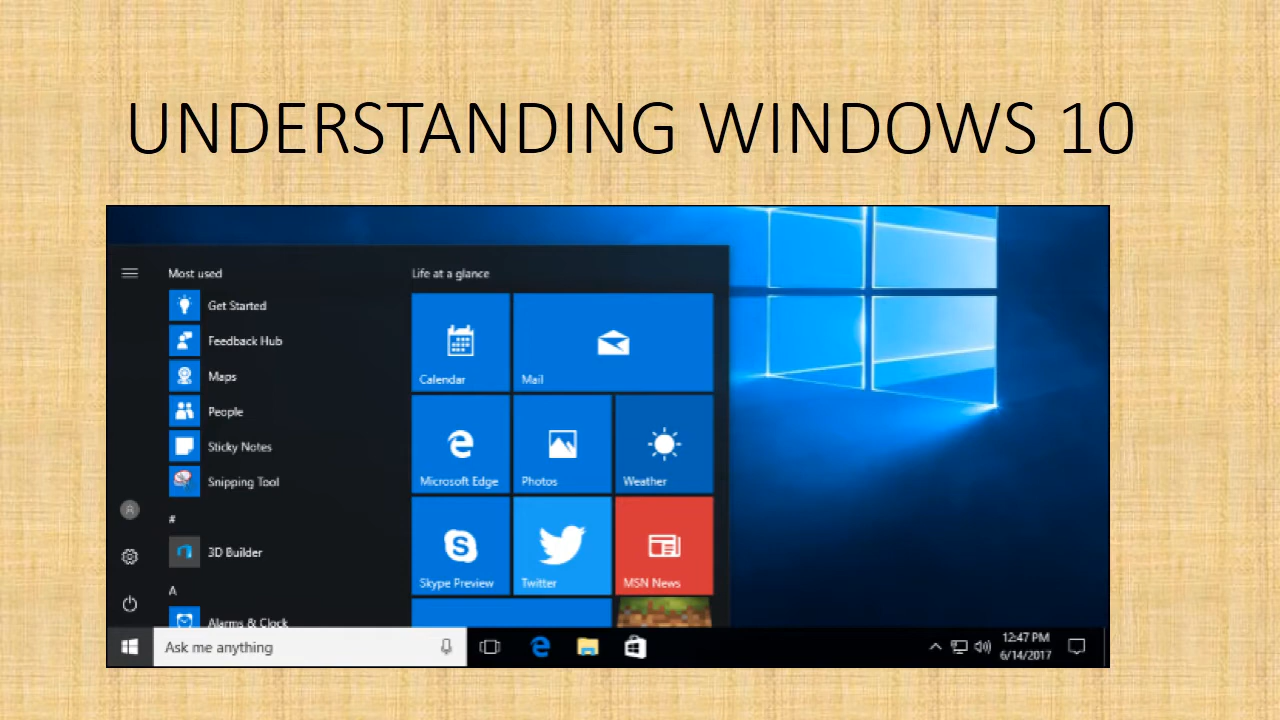 UNDERSTANDING WINDOWS 10
Most used
Life at a glance
Get Started
Feedback Hub
Maps
People
Sticky Notes
Snipping Tool
#
3D Builder
A
Alarms & Clock
Calendar
Mail
Microsoft Edge
Photos
Weather
Skype Preview
Twitter
MSN News
Ask me anything
12:47 PM
6/14/2017